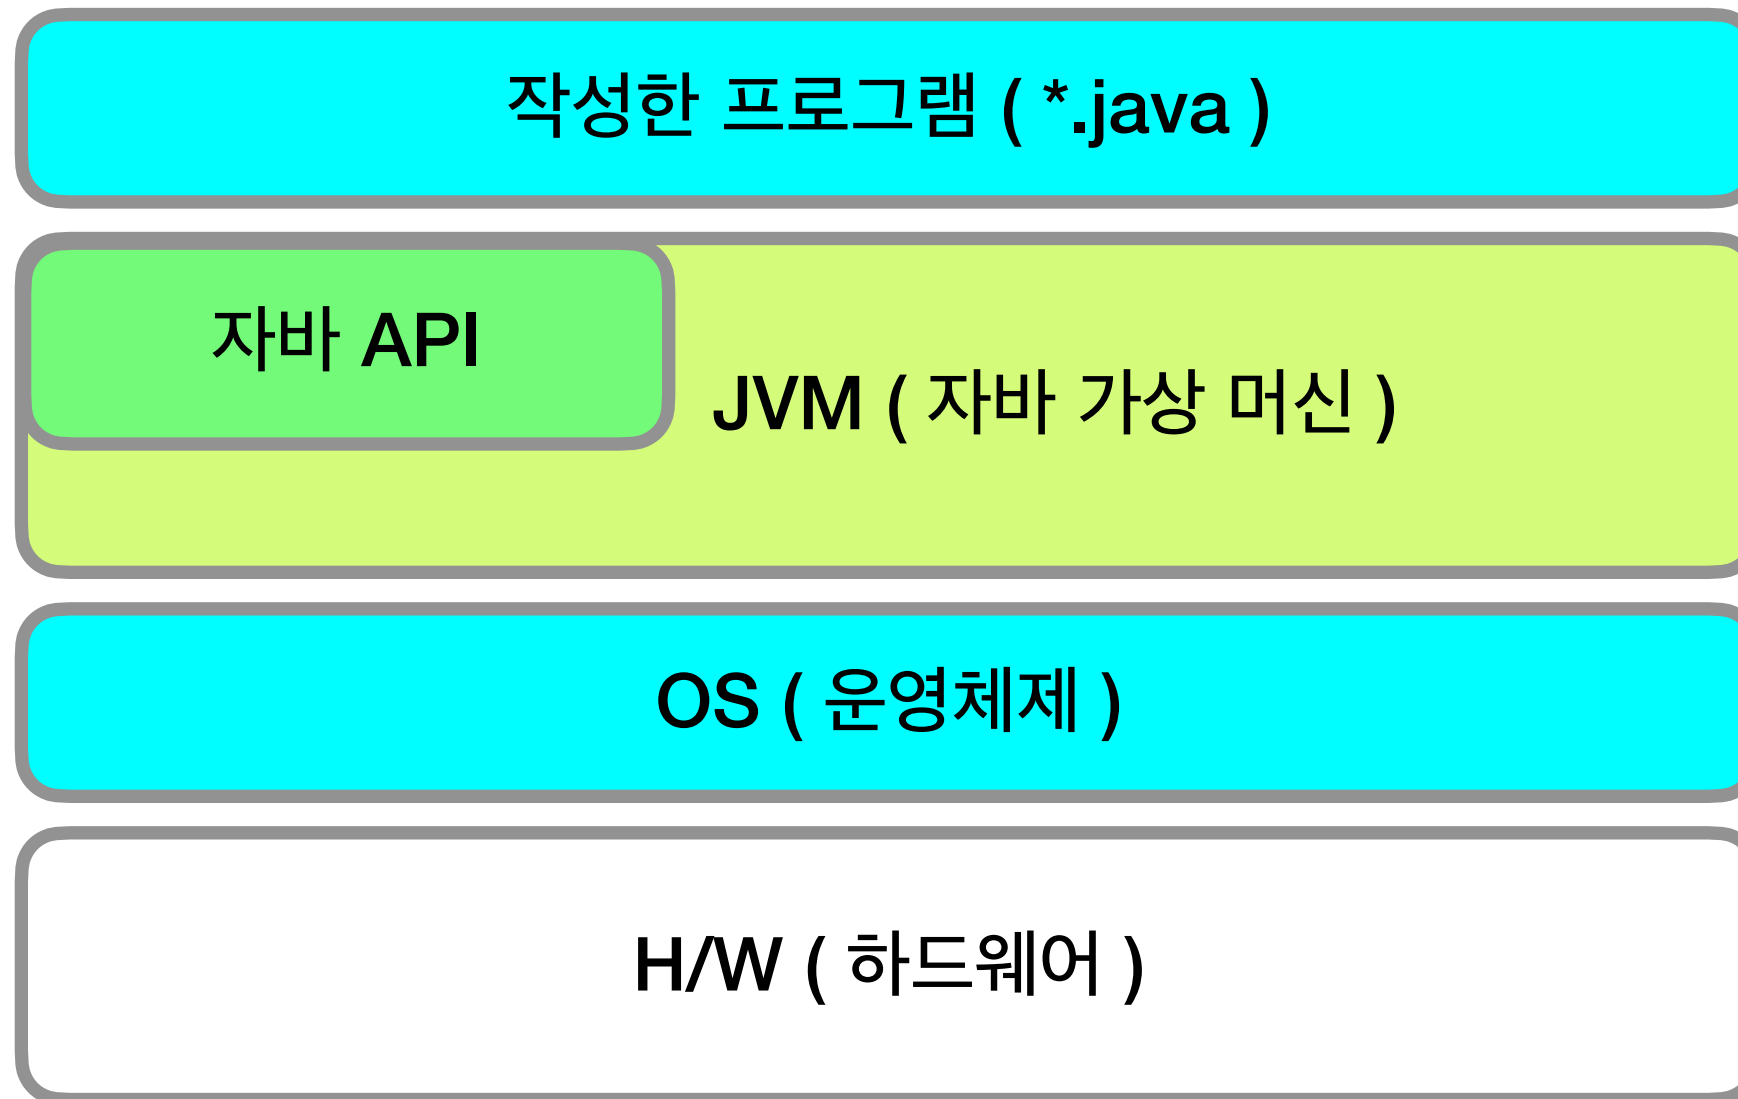 작성한 프로그램 ( *.java )
자바 API
JVM ( 자바 가상 머신 )
OS ( 운영체제 )
H/W ( 하드웨어 )